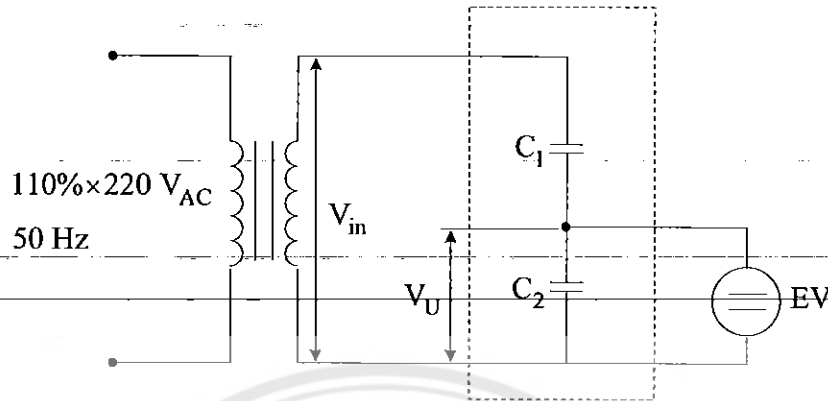 110%×220 V_AC
50 Hz
V_in
C_1
V_U
C_2
EV